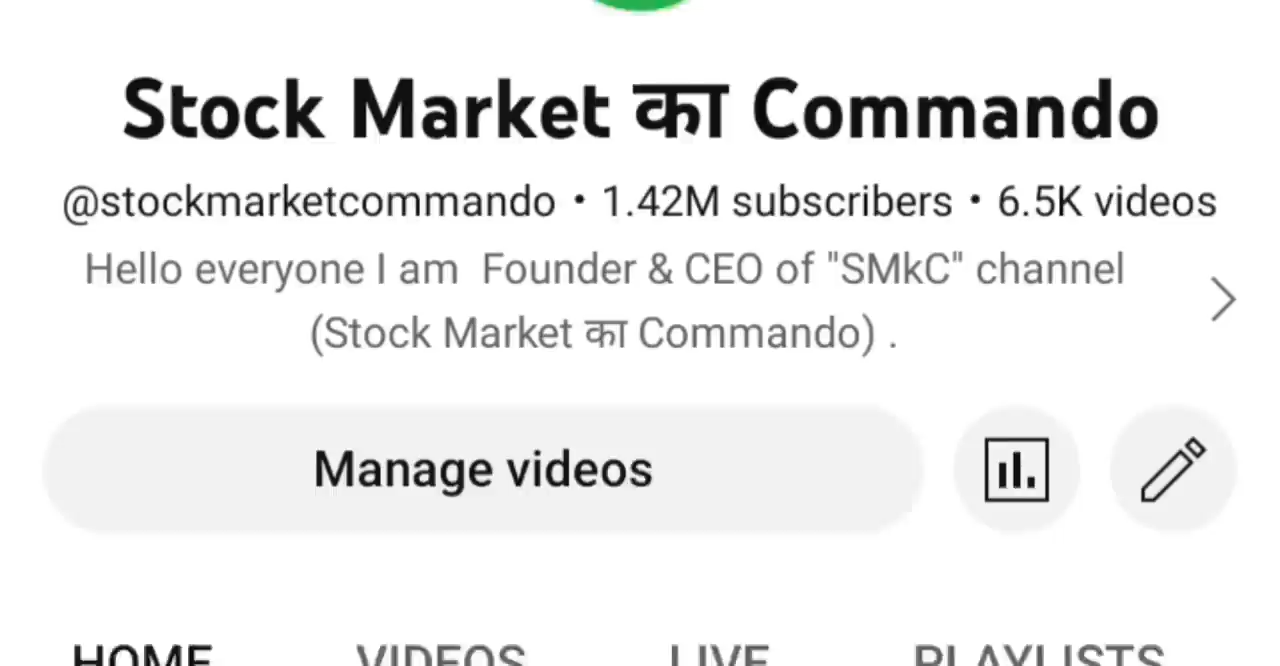 Stock Market का Commando
@stockmarketcommando • 1.42M subscribers • 6.5K videos
Hello everyone I am  Founder & CEO of "SMkC" channel
(Stock Market का Commando) .
Manage videos
HOME VIDEOS LIVE PLAYLISTS